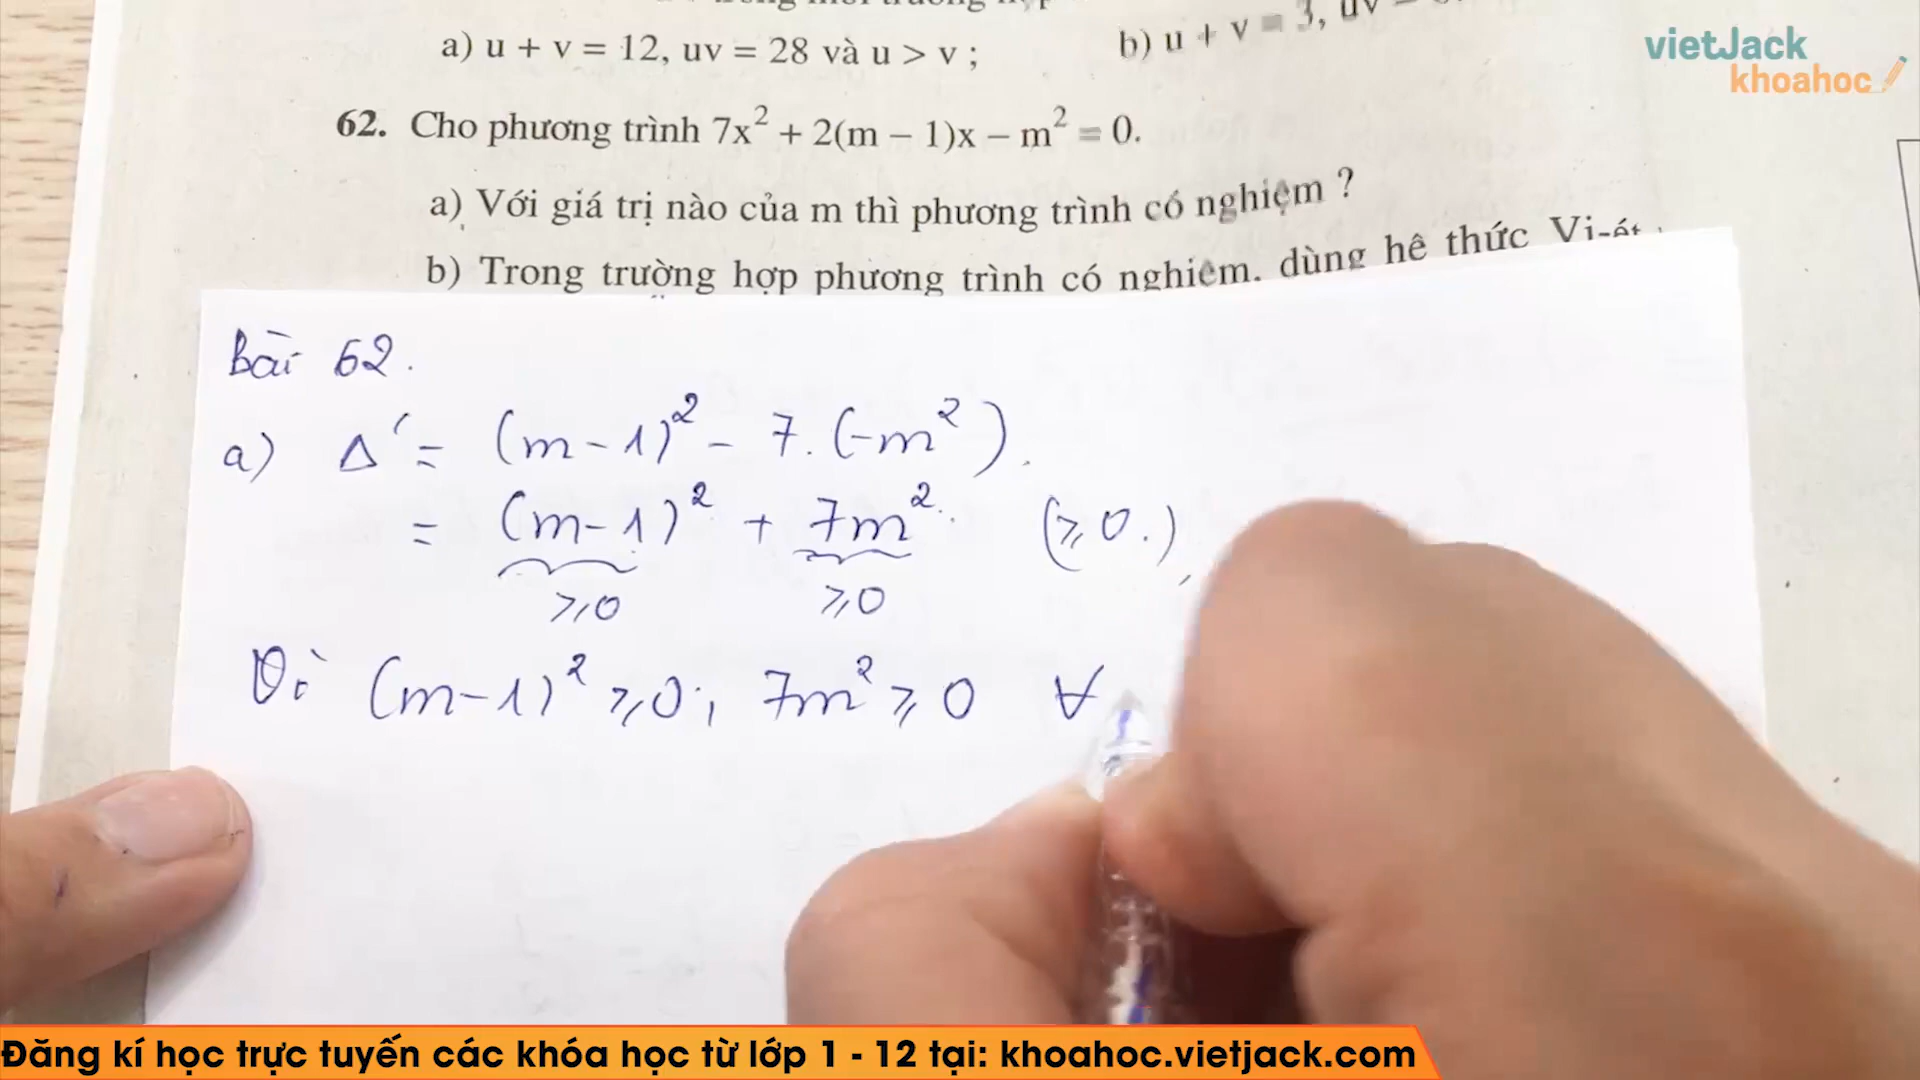 a) u + v = 12, uv = 28 và u > v ;
b) u + v = 3, uv
vietJack
khoahoc
62. Cho phương trình 7x² + 2(m − 1)x − m² = 0.
a) Với giá trị nào của m thì phương trình có nghiệm ?
b) Trong trường hợp phương trình có nghiệm, dùng hệ thức Vi-ét
Bài 62.
a) Δ' = (m - 1)² - 7. (-m²).
= (m - 1)² + 7m². (≥ 0.)
≥0 ≥0
Vì (m - 1)² ≥ 0; 7m² ≥ 0 ∀
Đăng kí học trực tuyến các khóa học từ lớp 1 - 12 tại: khoahoc.vietjack.com